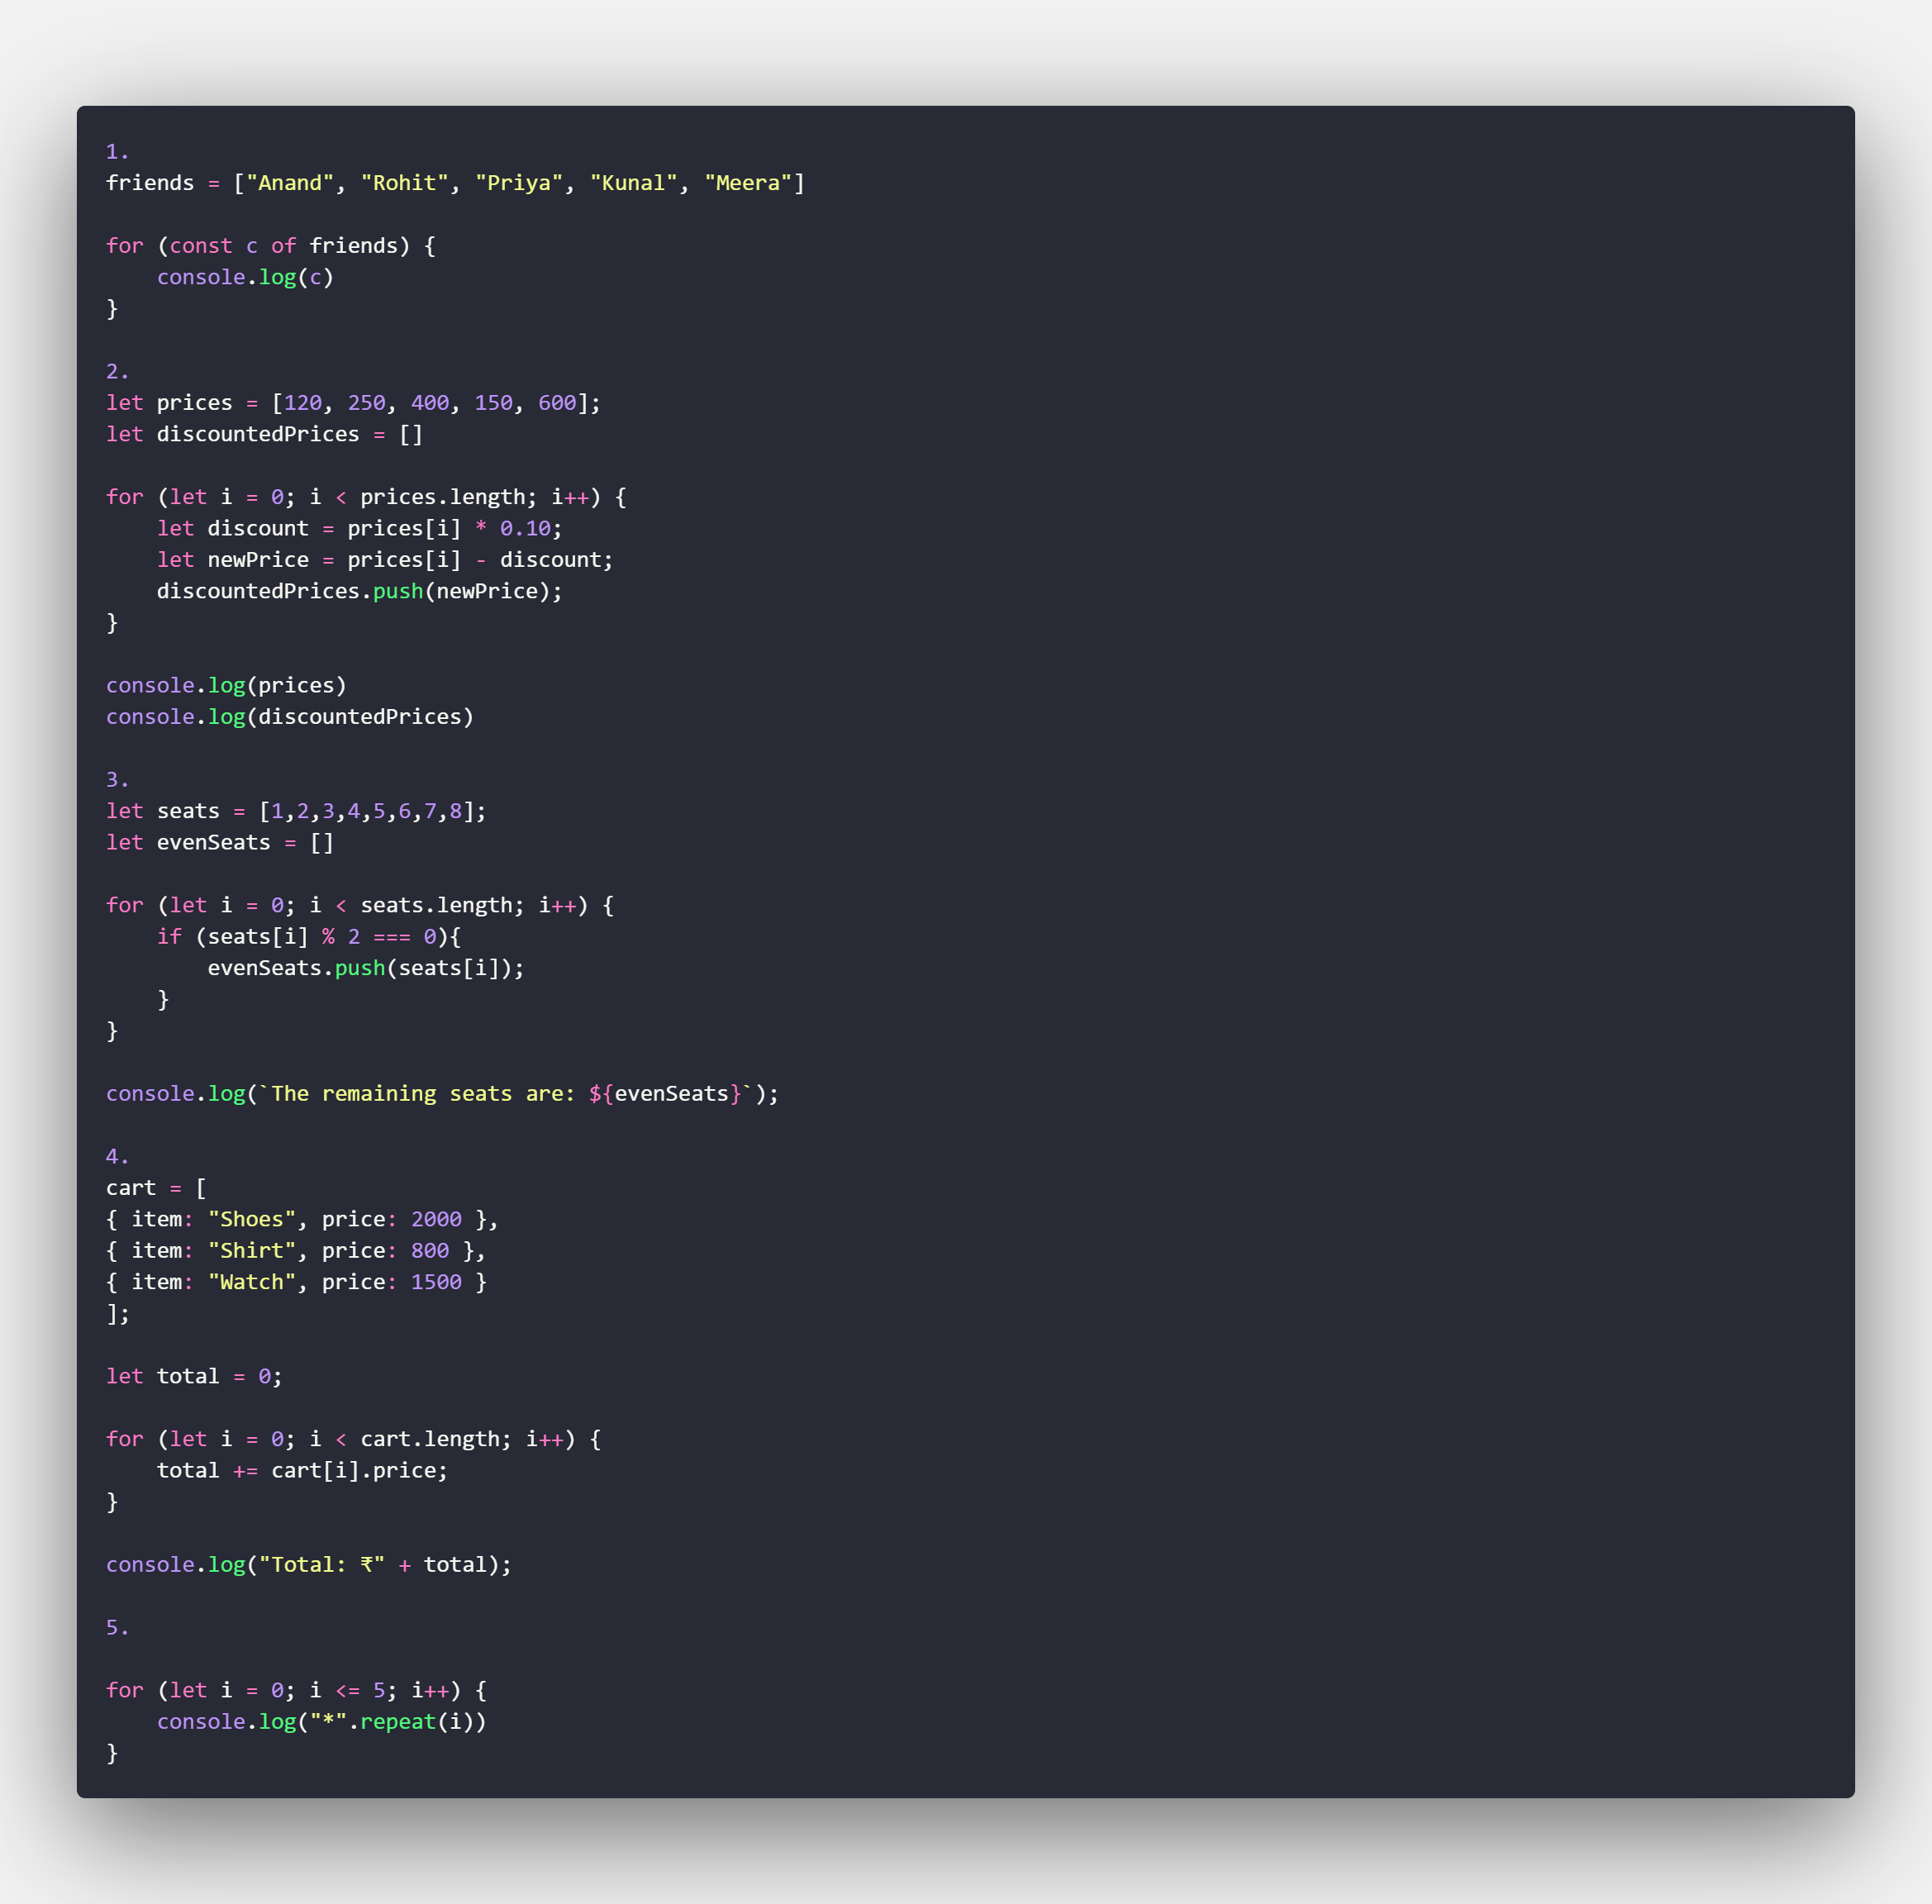 1.
friends = ["Anand", "Rohit", "Priya", "Kunal", "Meera"]

for (const c of friends) {
    console.log(c)
}

2.
let prices = [120, 250, 400, 150, 600];
let discountedPrices = []

for (let i = 0; i < prices.length; i++) {
    let discount = prices[i] * 0.10;
    let newPrice = prices[i] - discount;
    discountedPrices.push(newPrice);
}

console.log(prices)
console.log(discountedPrices)

3.
let seats = [1,2,3,4,5,6,7,8];
let evenSeats = []

for (let i = 0; i < seats.length; i++) {
    if (seats[i] % 2 === 0){
        evenSeats.push(seats[i]);
    }
}

console.log(`The remaining seats are: ${evenSeats}`);

4.
cart = [
{ item: "Shoes", price: 2000 },
{ item: "Shirt", price: 800 },
{ item: "Watch", price: 1500 }
];

let total = 0;

for (let i = 0; i < cart.length; i++) {
    total += cart[i].price;
}

console.log("Total: ₹" + total);

5.

for (let i = 0; i <= 5; i++) {
    console.log("*".repeat(i))
}